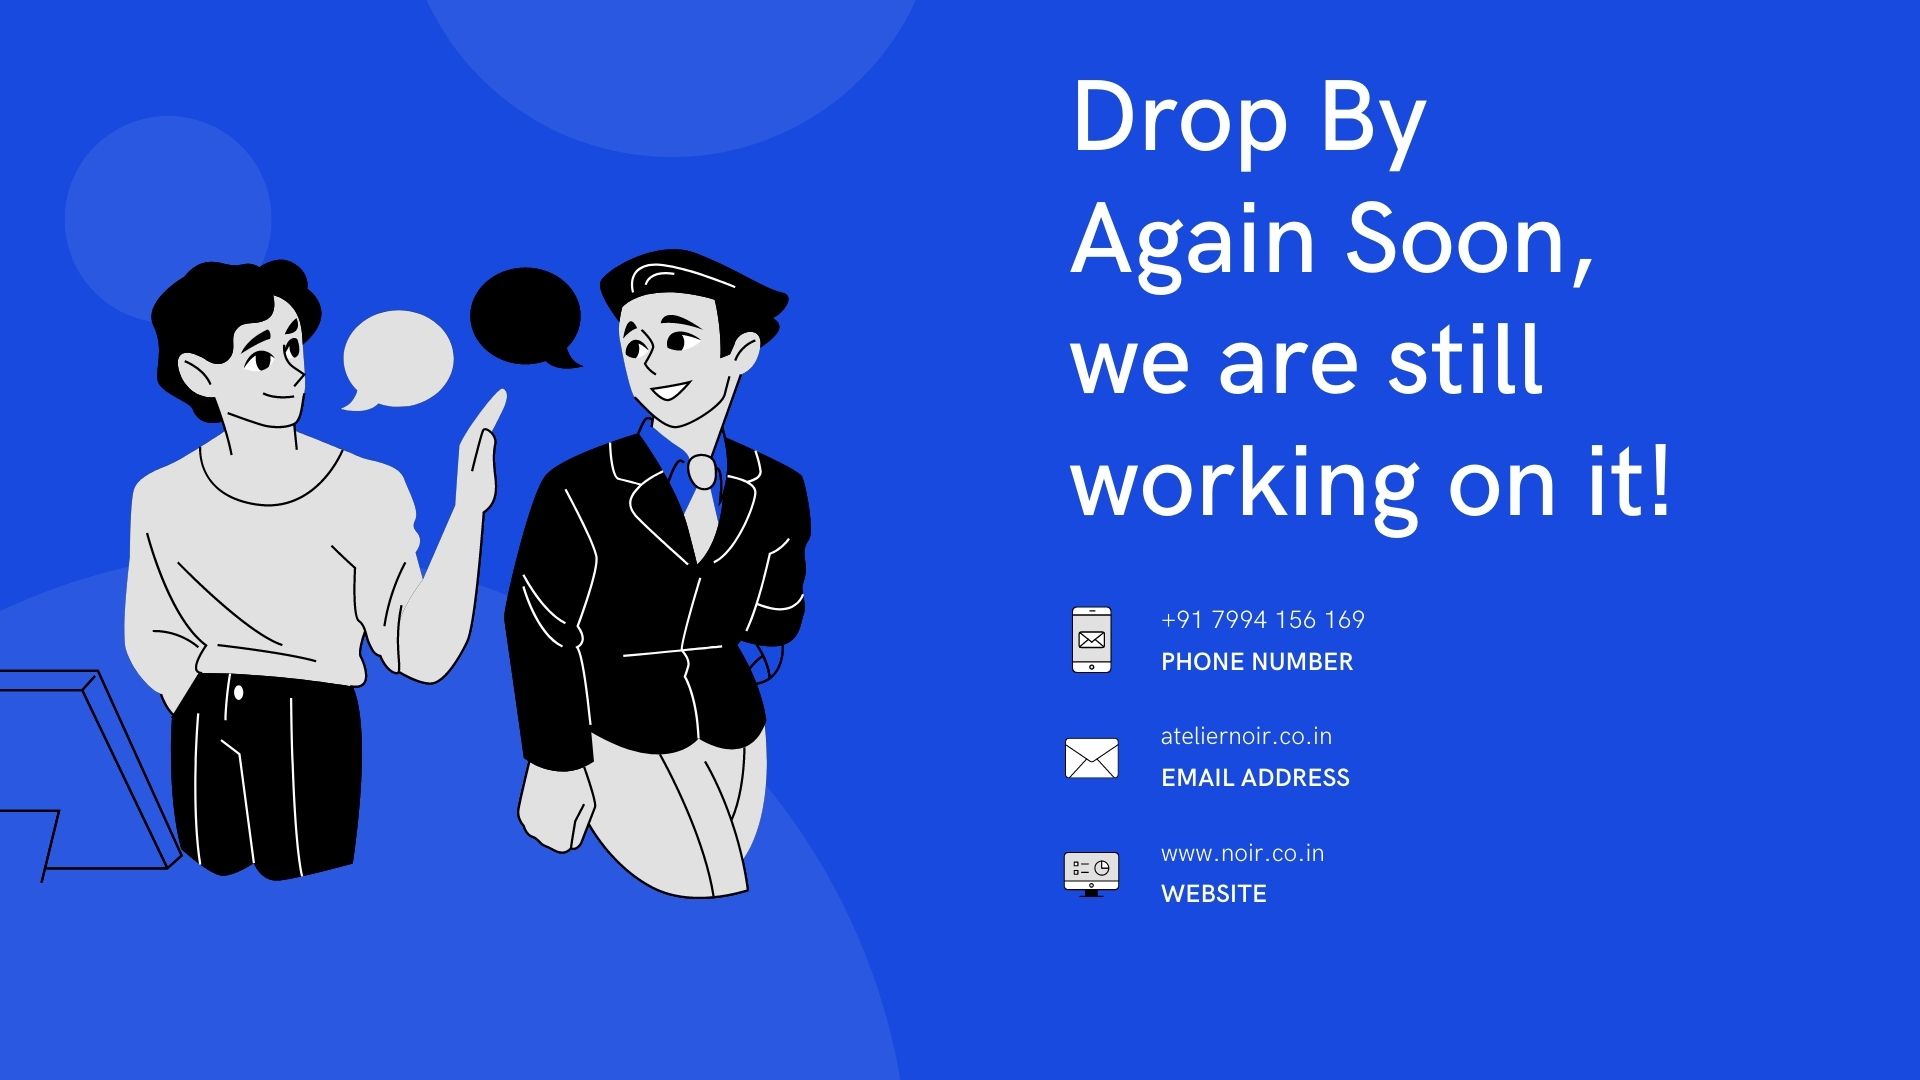 Drop By
Again Soon,
we are still
working on it!
+91 7994 156 169
PHONE NUMBER
ateliernoir.co.in
EMAIL ADDRESS
www.noir.co.in
WEBSITE